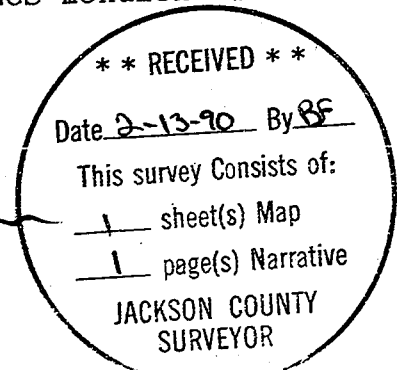 * * RECEIVED * *
Date 2-13-90 By BF
This survey Consists of:
1 sheet(s) Map
1 page(s) Narrative
JACKSON COUNTY
SURVEYOR